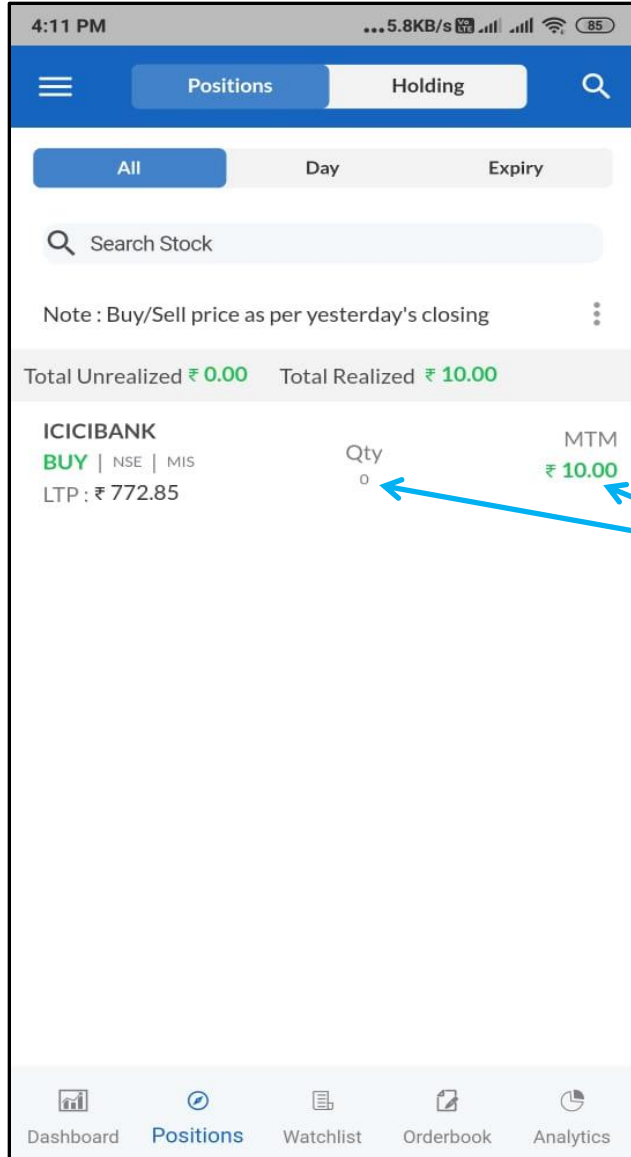 4:11 PM ...5.8KB/s Vo LTE 85
Positions Holding
All Day Expiry
Search Stock
Note : Buy/Sell price as per yesterday's closing
Total Unrealized ₹ 0.00 Total Realized ₹ 10.00
ICICIBANK
BUY | NSE | MIS
LTP : ₹ 772.85
Qty
0
MTM
₹ 10.00
Dashboard Positions Watchlist Orderbook Analytics